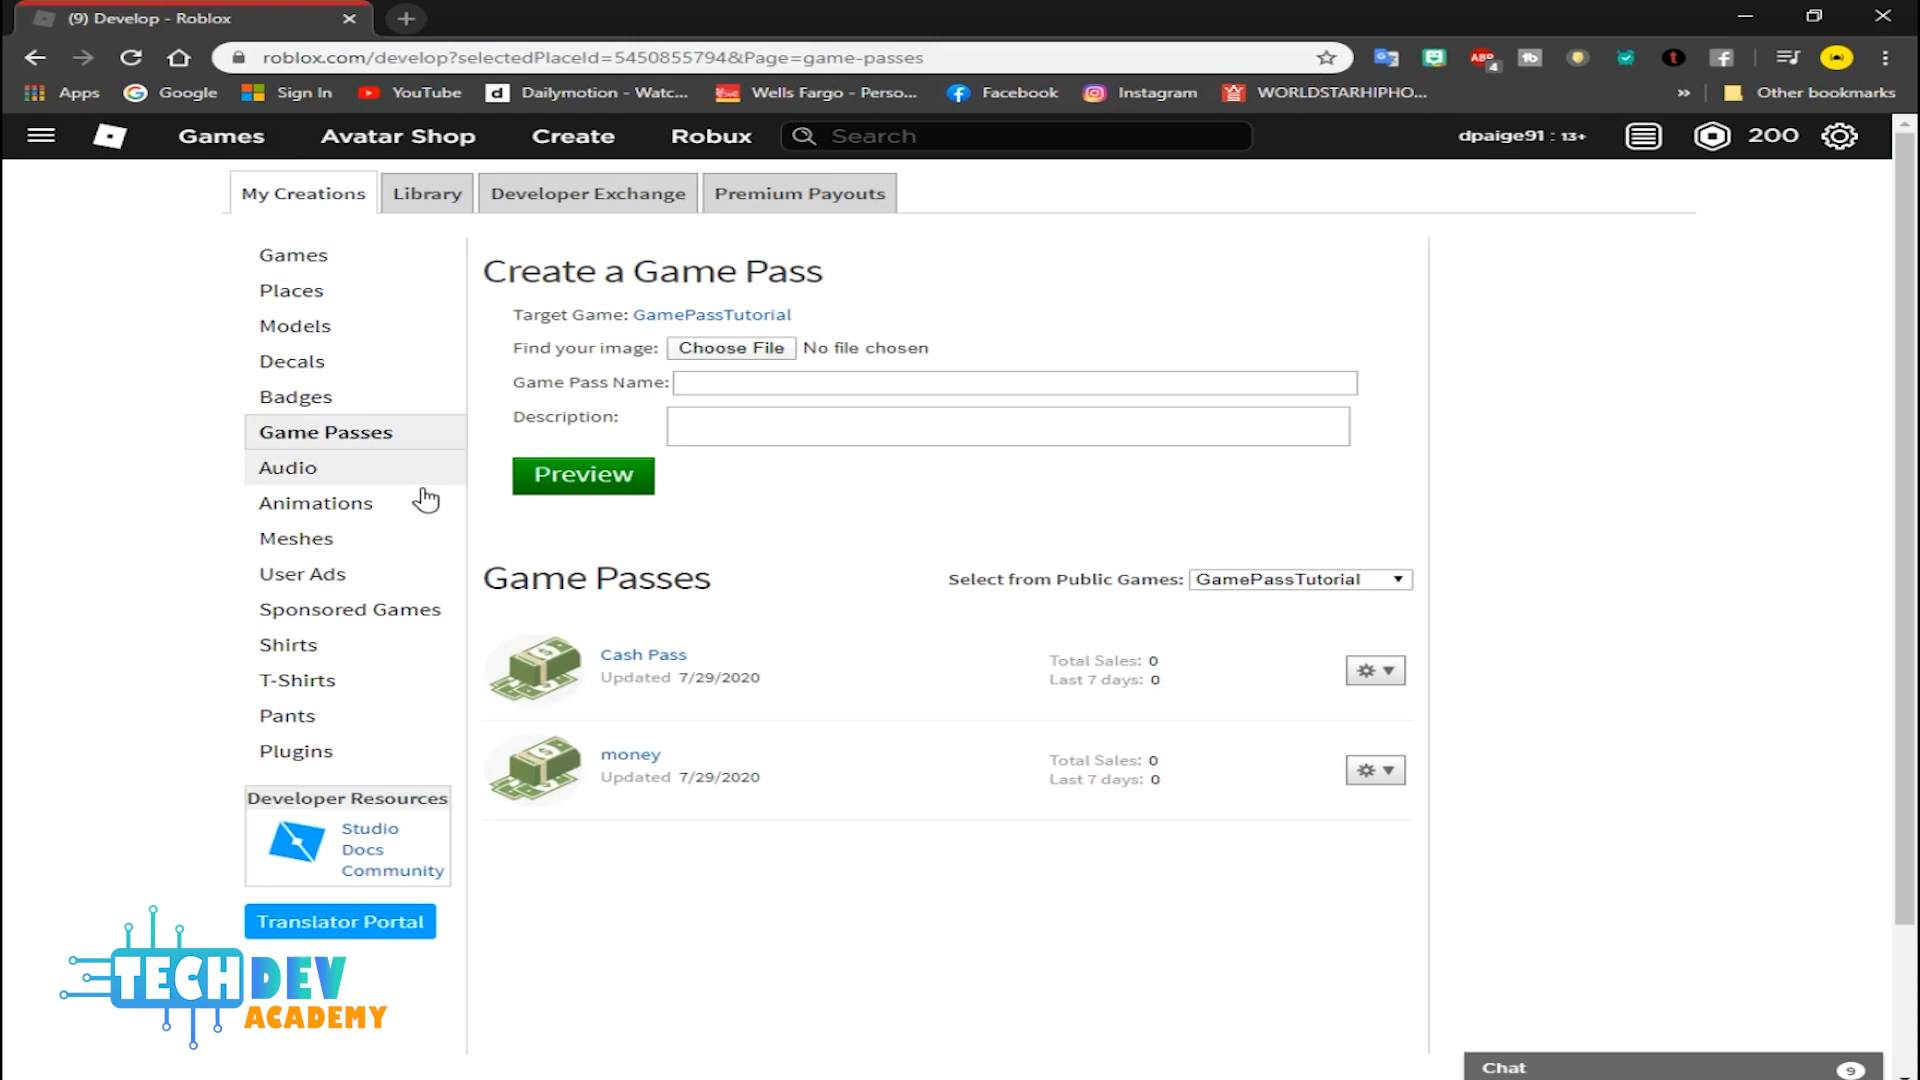 (9) Develop - Roblox
roblox.com/develop?selectedPlaceId=5450855794&Page=game-passes
ABP
4
tb
t
Apps
Google
Sign In
YouTube
d
Dailymotion - Watc...
Wells Fargo - Perso...
Facebook
Instagram
WORLDSTARHIPHO...
»
Other bookmarks
Games
Avatar Shop
Create
Robux
Search
dpaige91 : 13+
200
My Creations
Library
Developer Exchange
Premium Payouts
Games
Places
Models
Decals
Badges
Game Passes
Audio
Animations
Meshes
User Ads
Sponsored Games
Shirts
T-Shirts
Pants
Plugins
Developer Resources
Studio
Docs
Community
Translator Portal
TECH DEV
ACADEMY
Create a Game Pass
Target Game: GamePassTutorial
Find your image: Choose File No file chosen
Game Pass Name:
Description:
Preview
Game Passes
Select from Public Games: GamePassTutorial
Cash Pass
Updated 7/29/2020
Total Sales: 0
Last 7 days: 0
money
Updated 7/29/2020
Total Sales: 0
Last 7 days: 0
Chat
9